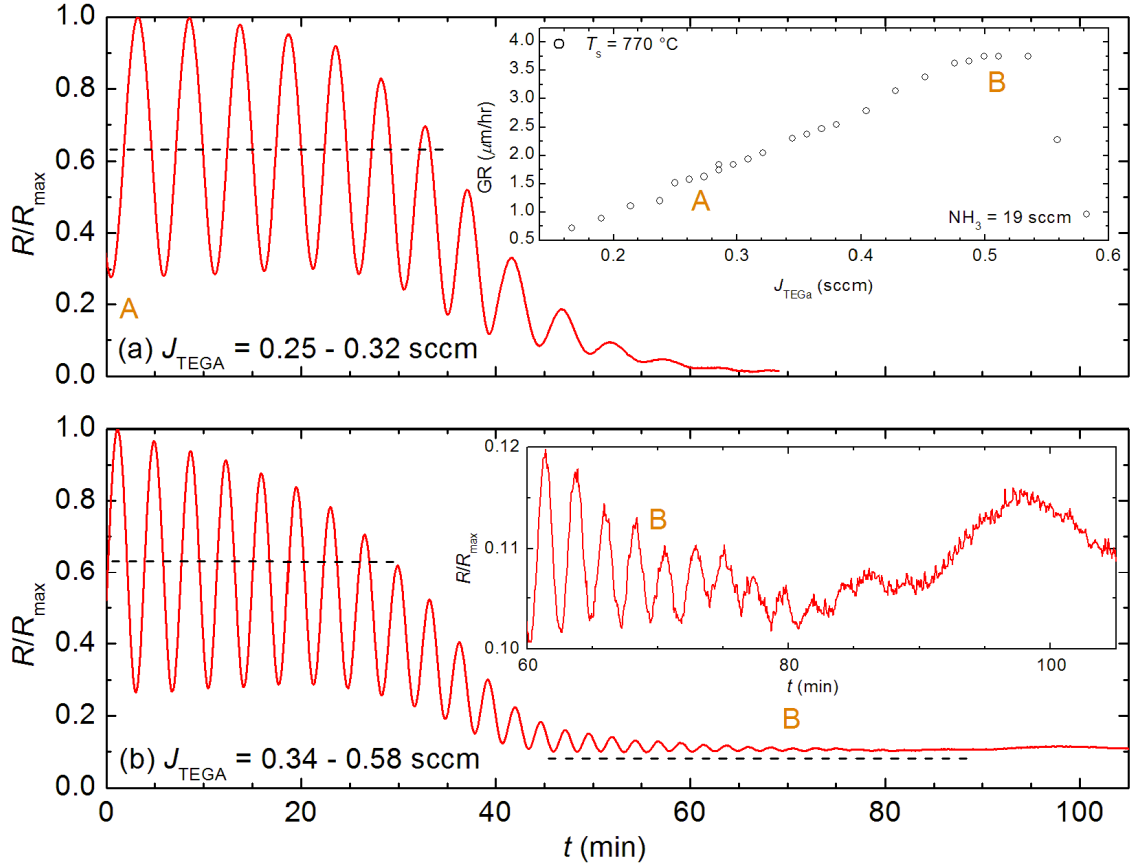 1.0
0.8
0.6
0.4
0.2
0.0
R/Rmax
A
(a) JTEGA = 0.25 - 0.32 sccm
4.0
3.5
3.0
2.5
2.0
1.5
1.0
0.5
GR (μm/hr)
Ts = 770 °C
B
A
NH3 = 19 sccm
0.2 0.3 0.4 0.5 0.6
JTEGa (sccm)
1.0
0.8
0.6
0.4
0.2
0.0
R/Rmax
(b) JTEGA = 0.34 - 0.58 sccm
0.12
0.11
0.10
R/Rmax
B
60 80 100
t (min)
B
0 20 40 60 80 100
t (min)